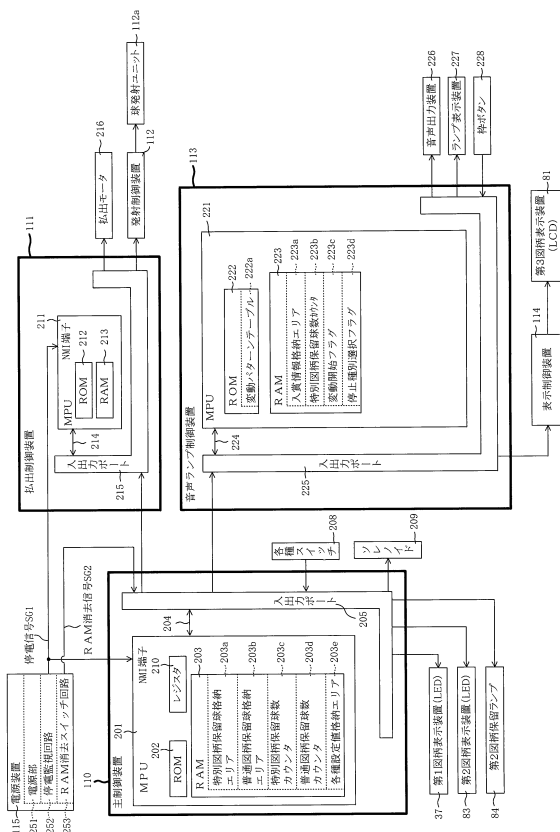 115
電源装置
251
電源部
252
停電監視回路
253
RAM消去スイッチ回路
停電信号SG1
RAM消去信号SG2
111
払出制御装置
211
MPU
NMI端子
ROM
212
RAM
213
214
入出力ポート
215
払出モータ
216
発射制御装置
112
球発射ユニット
112a
110
主制御装置
201
MPU
NMI端子
202
ROM
210
レジスタ
RAM
203
特別図柄保留球格納エリア
203a
普通図柄保留球格納エリア
203b
特別図柄保留球数カウンタ
203c
普通図柄保留球数カウンタ
203d
各種設定値格納エリア
203e
204
入出力ポート
205
各種スイッチ
208
ソレノイド
209
37
第1図柄表示装置(LED)
83
第2図柄表示装置(LED)
84
第2図柄保留ランプ
113
音声ランプ制御装置
221
MPU
ROM
222
変動パターンテーブル
222a
RAM
223
入賞情報格納エリア
223a
特別図柄保留球数カウンタ
223b
変動開始フラグ
223c
停止種別選択フラグ
223d
224
入出力ポート
225
音声出力装置
226
ランプ表示装置
227
枠ボタン
228
表示制御装置
114
第3図柄表示装置
(LCD)
81